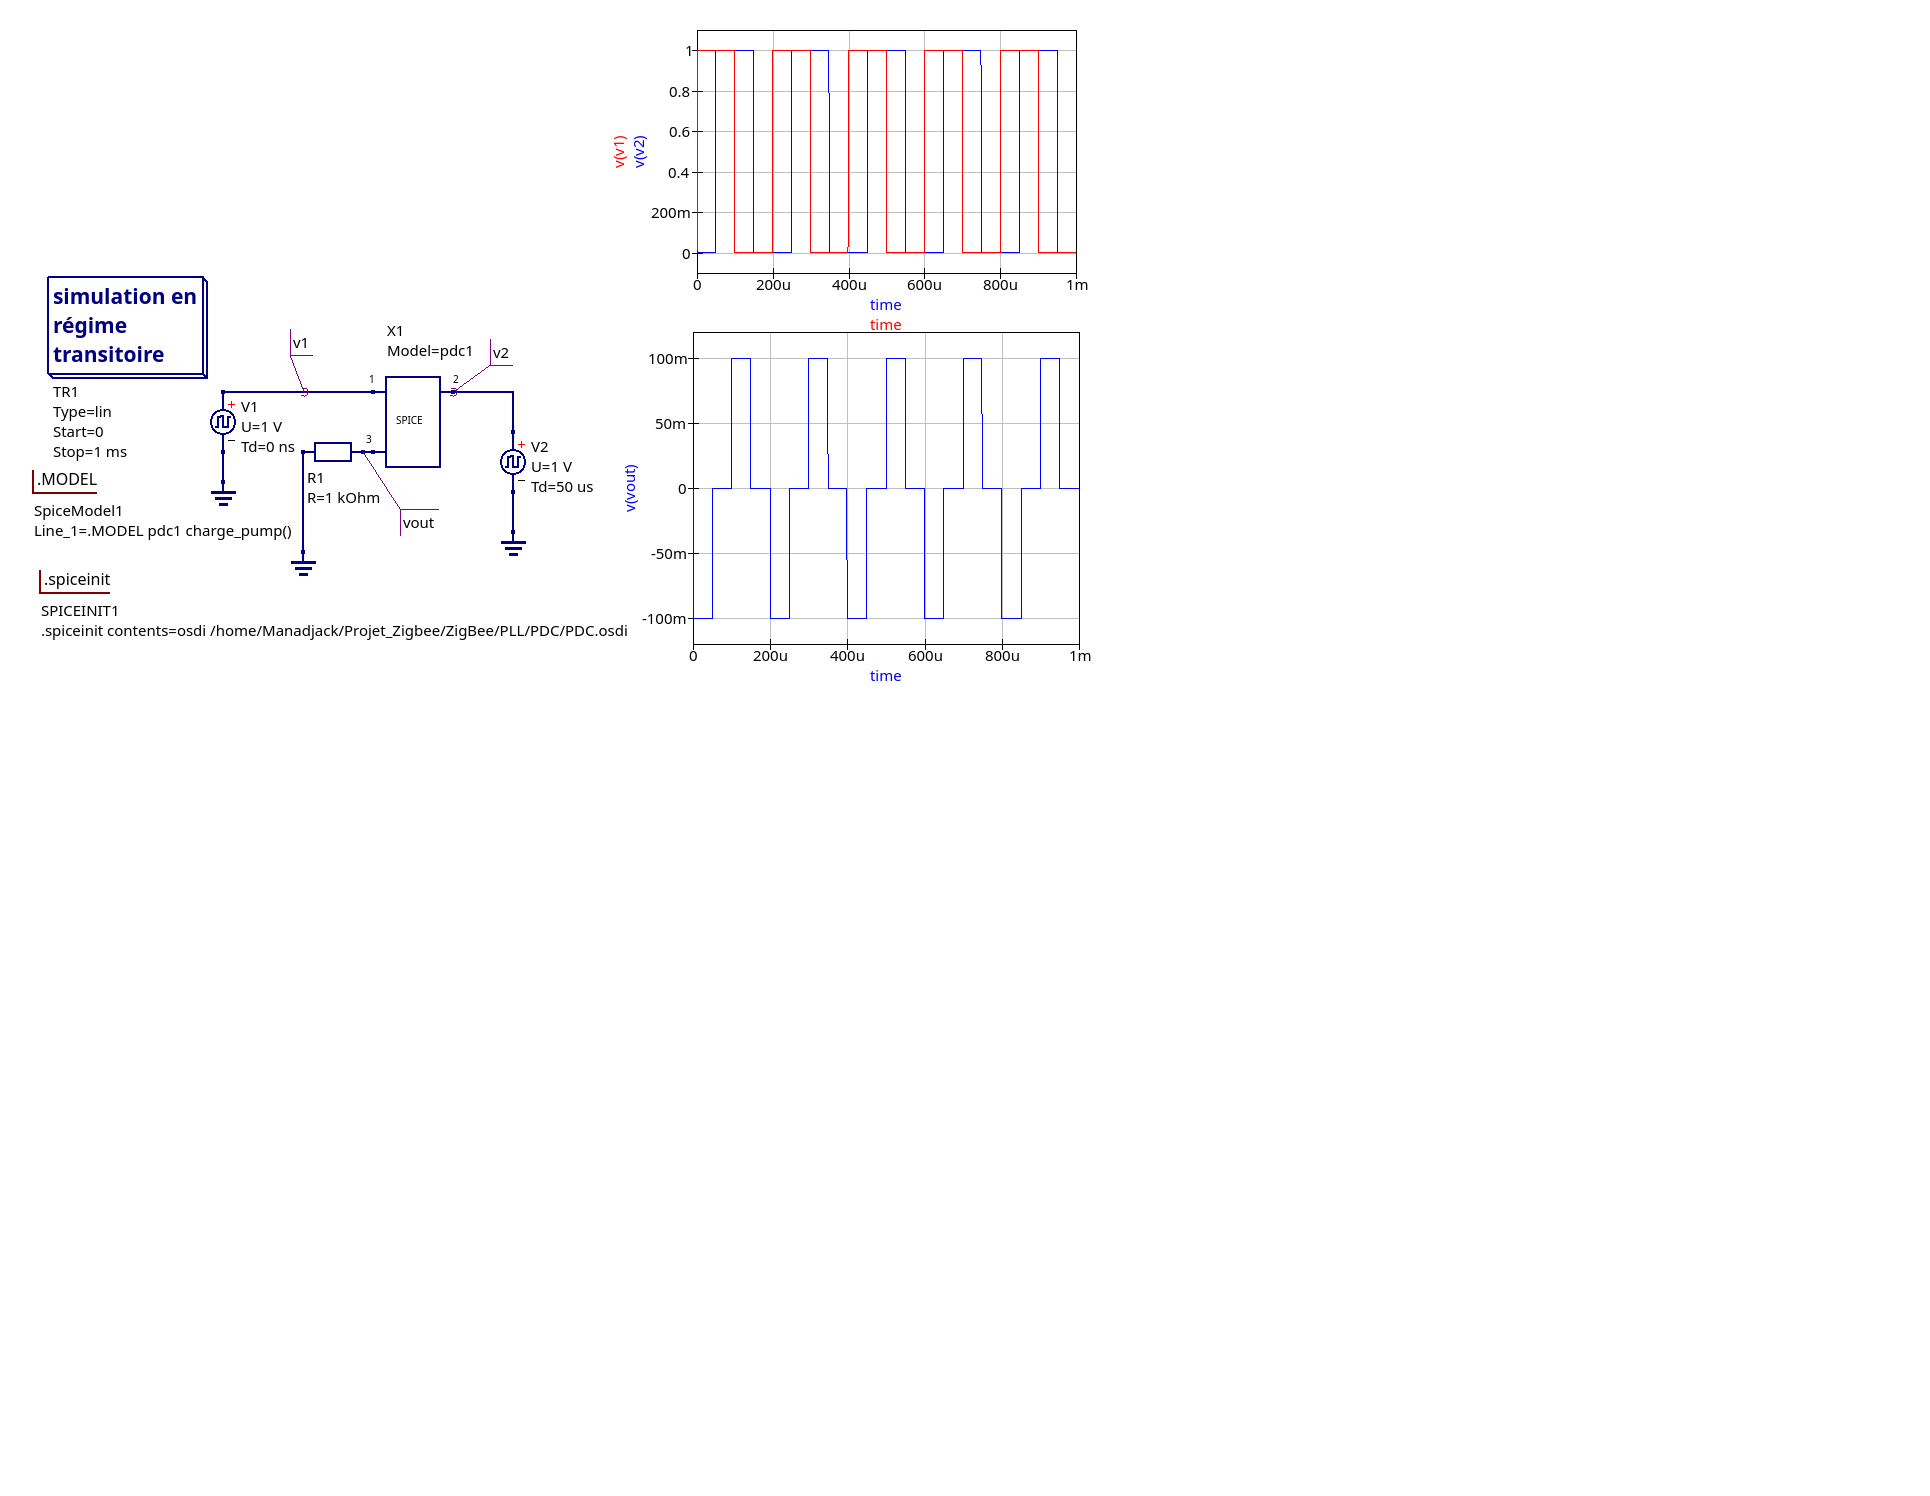 simulation en
régime
transitoire
TR1
Type=lin
Start=0
Stop=1 ms
.MODEL
SpiceModel1
Line_1=.MODEL pdc1 charge_pump()
.spiceinit
SPICEINIT1
.spiceinit contents=osdi /home/Manadjack/Projet_Zigbee/ZigBee/PLL/PDC/PDC.osdi
v1
+
V1
U=1 V
Td=0 ns
−
X1
Model=pdc1
1
2
3
SPICE
v2
R1
R=1 kOhm
vout
+
V2
U=1 V
Td=50 us
−
v(v1)
v(v2)
1
0.8
0.6
0.4
200m
0
0 200u 400u 600u 800u 1m
time
time
v(vout)
100m
50m
0
-50m
-100m
0 200u 400u 600u 800u 1m
time